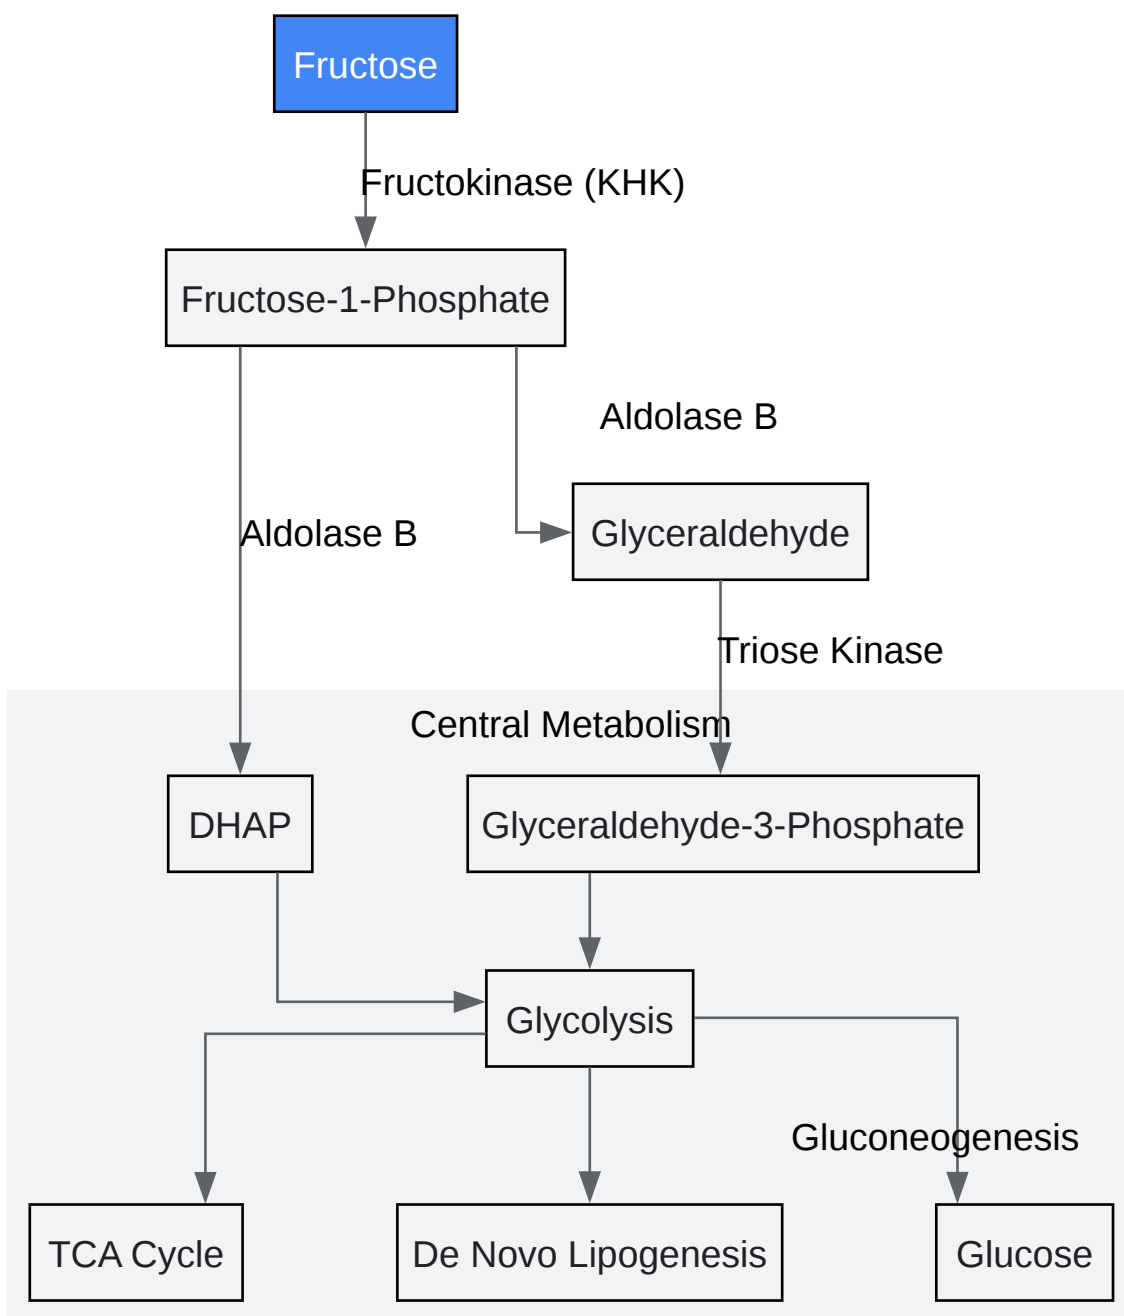 Fructose
Fructokinase (KHK)
Fructose-1-Phosphate
Aldolase B
Aldolase B
Glyceraldehyde
Triose Kinase
Central Metabolism
DHAP
Glyceraldehyde-3-Phosphate
Glycolysis
Gluconeogenesis
TCA Cycle
De Novo Lipogenesis
Glucose